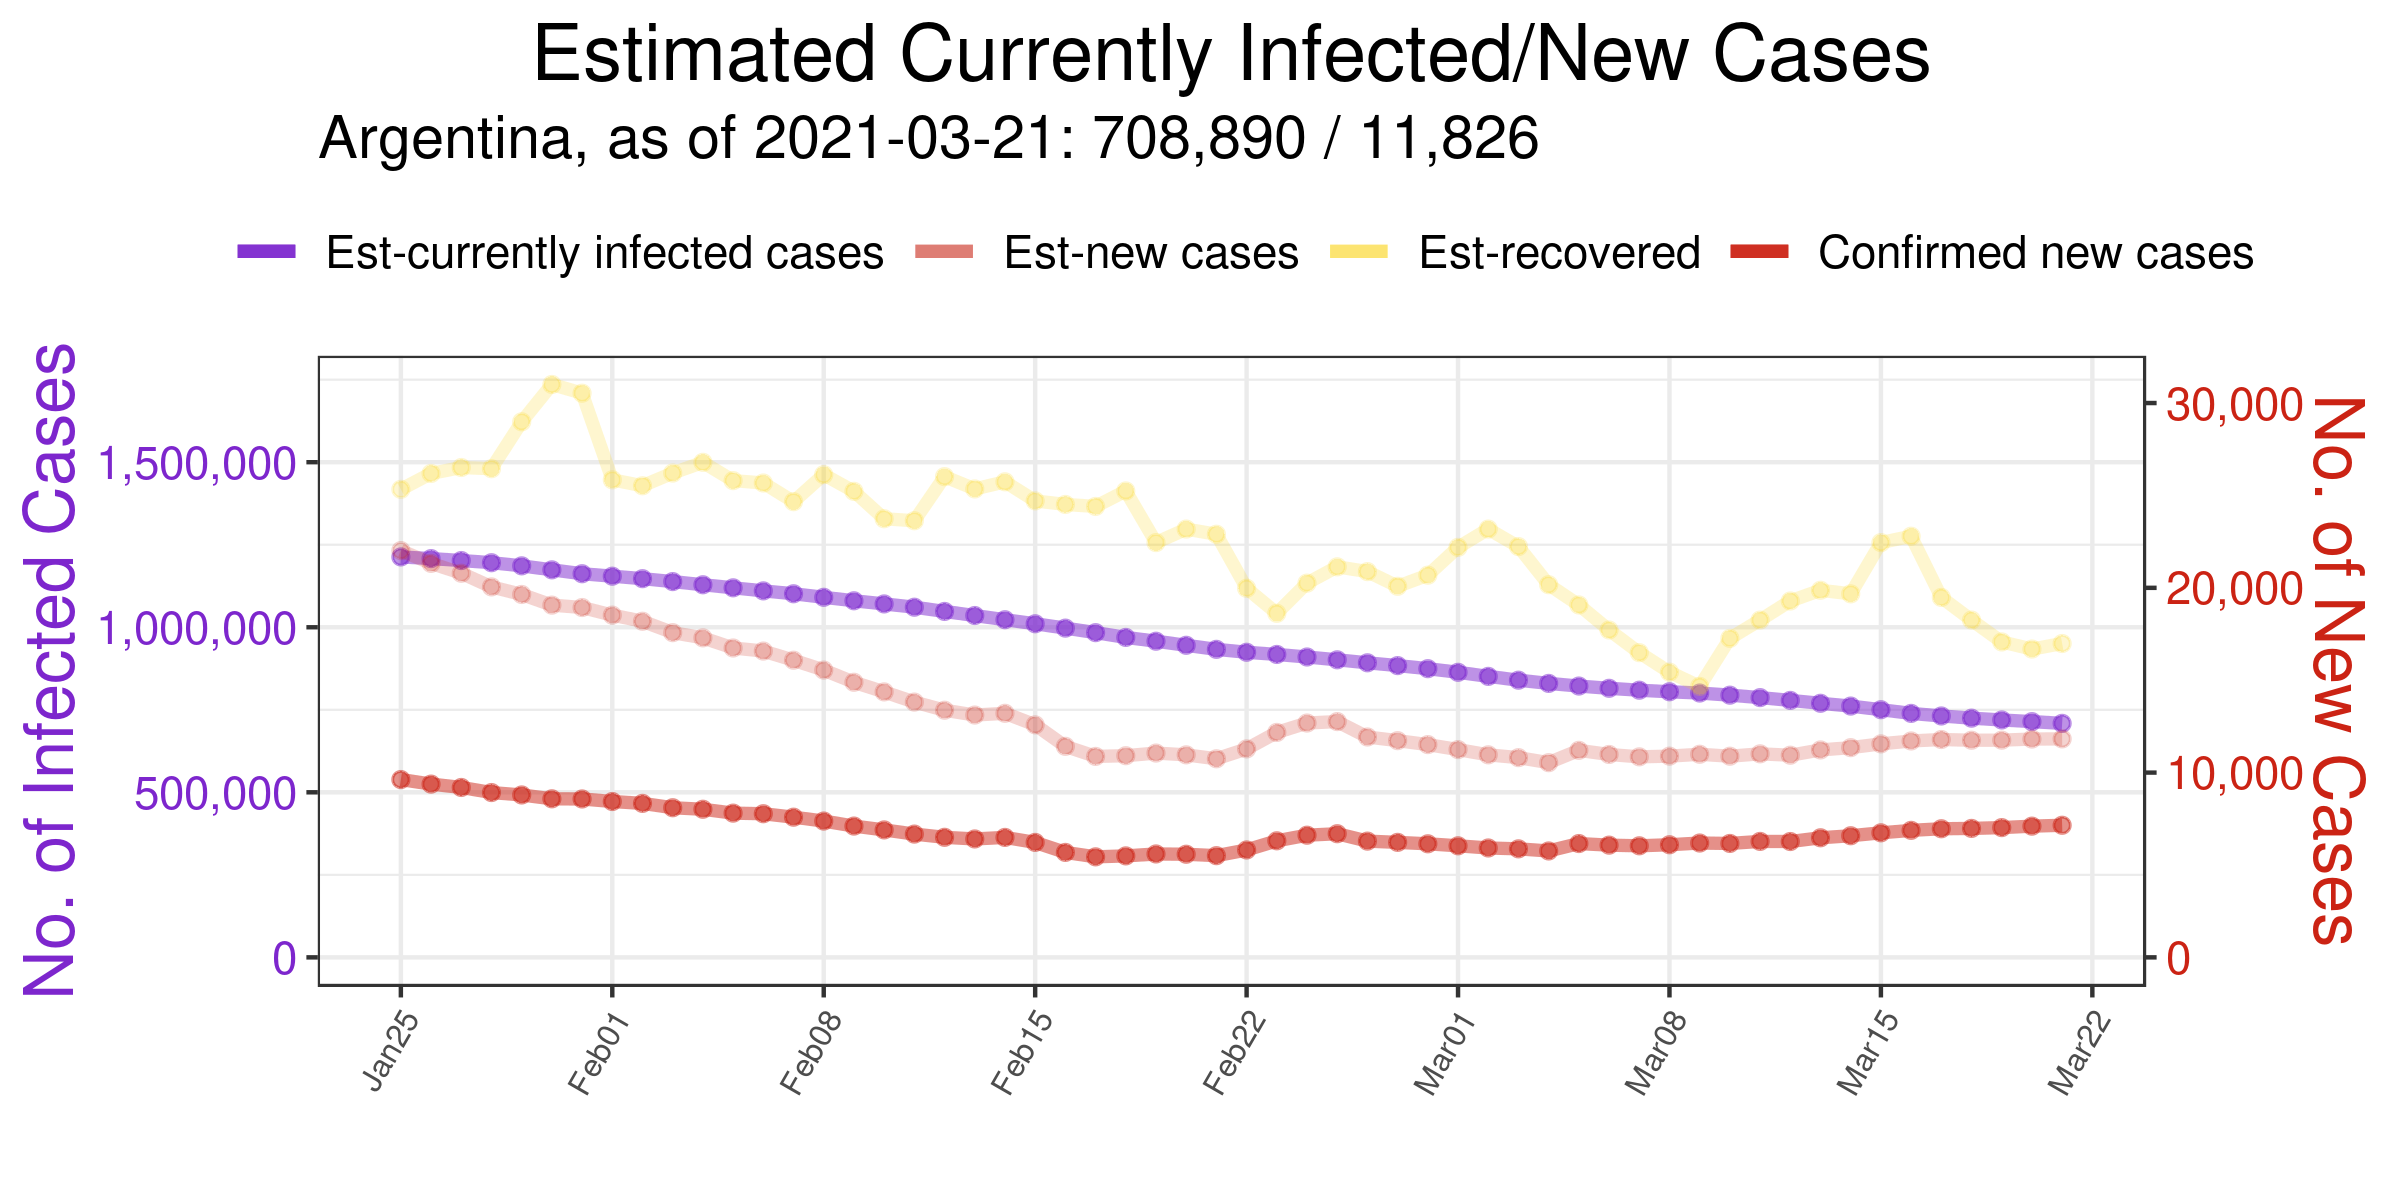 Estimated Currently Infected/New Cases
Argentina, as of 2021-03-21: 708,890 / 11,826
Est-currently infected cases Est-new cases Est-recovered Confirmed new cases
No. of Infected Cases
1,500,000
1,000,000
500,000
0
30,000
20,000
10,000
0
No. of New Cases
Jan25 Feb01 Feb08 Feb15 Feb22 Mar01 Mar08 Mar15 Mar22